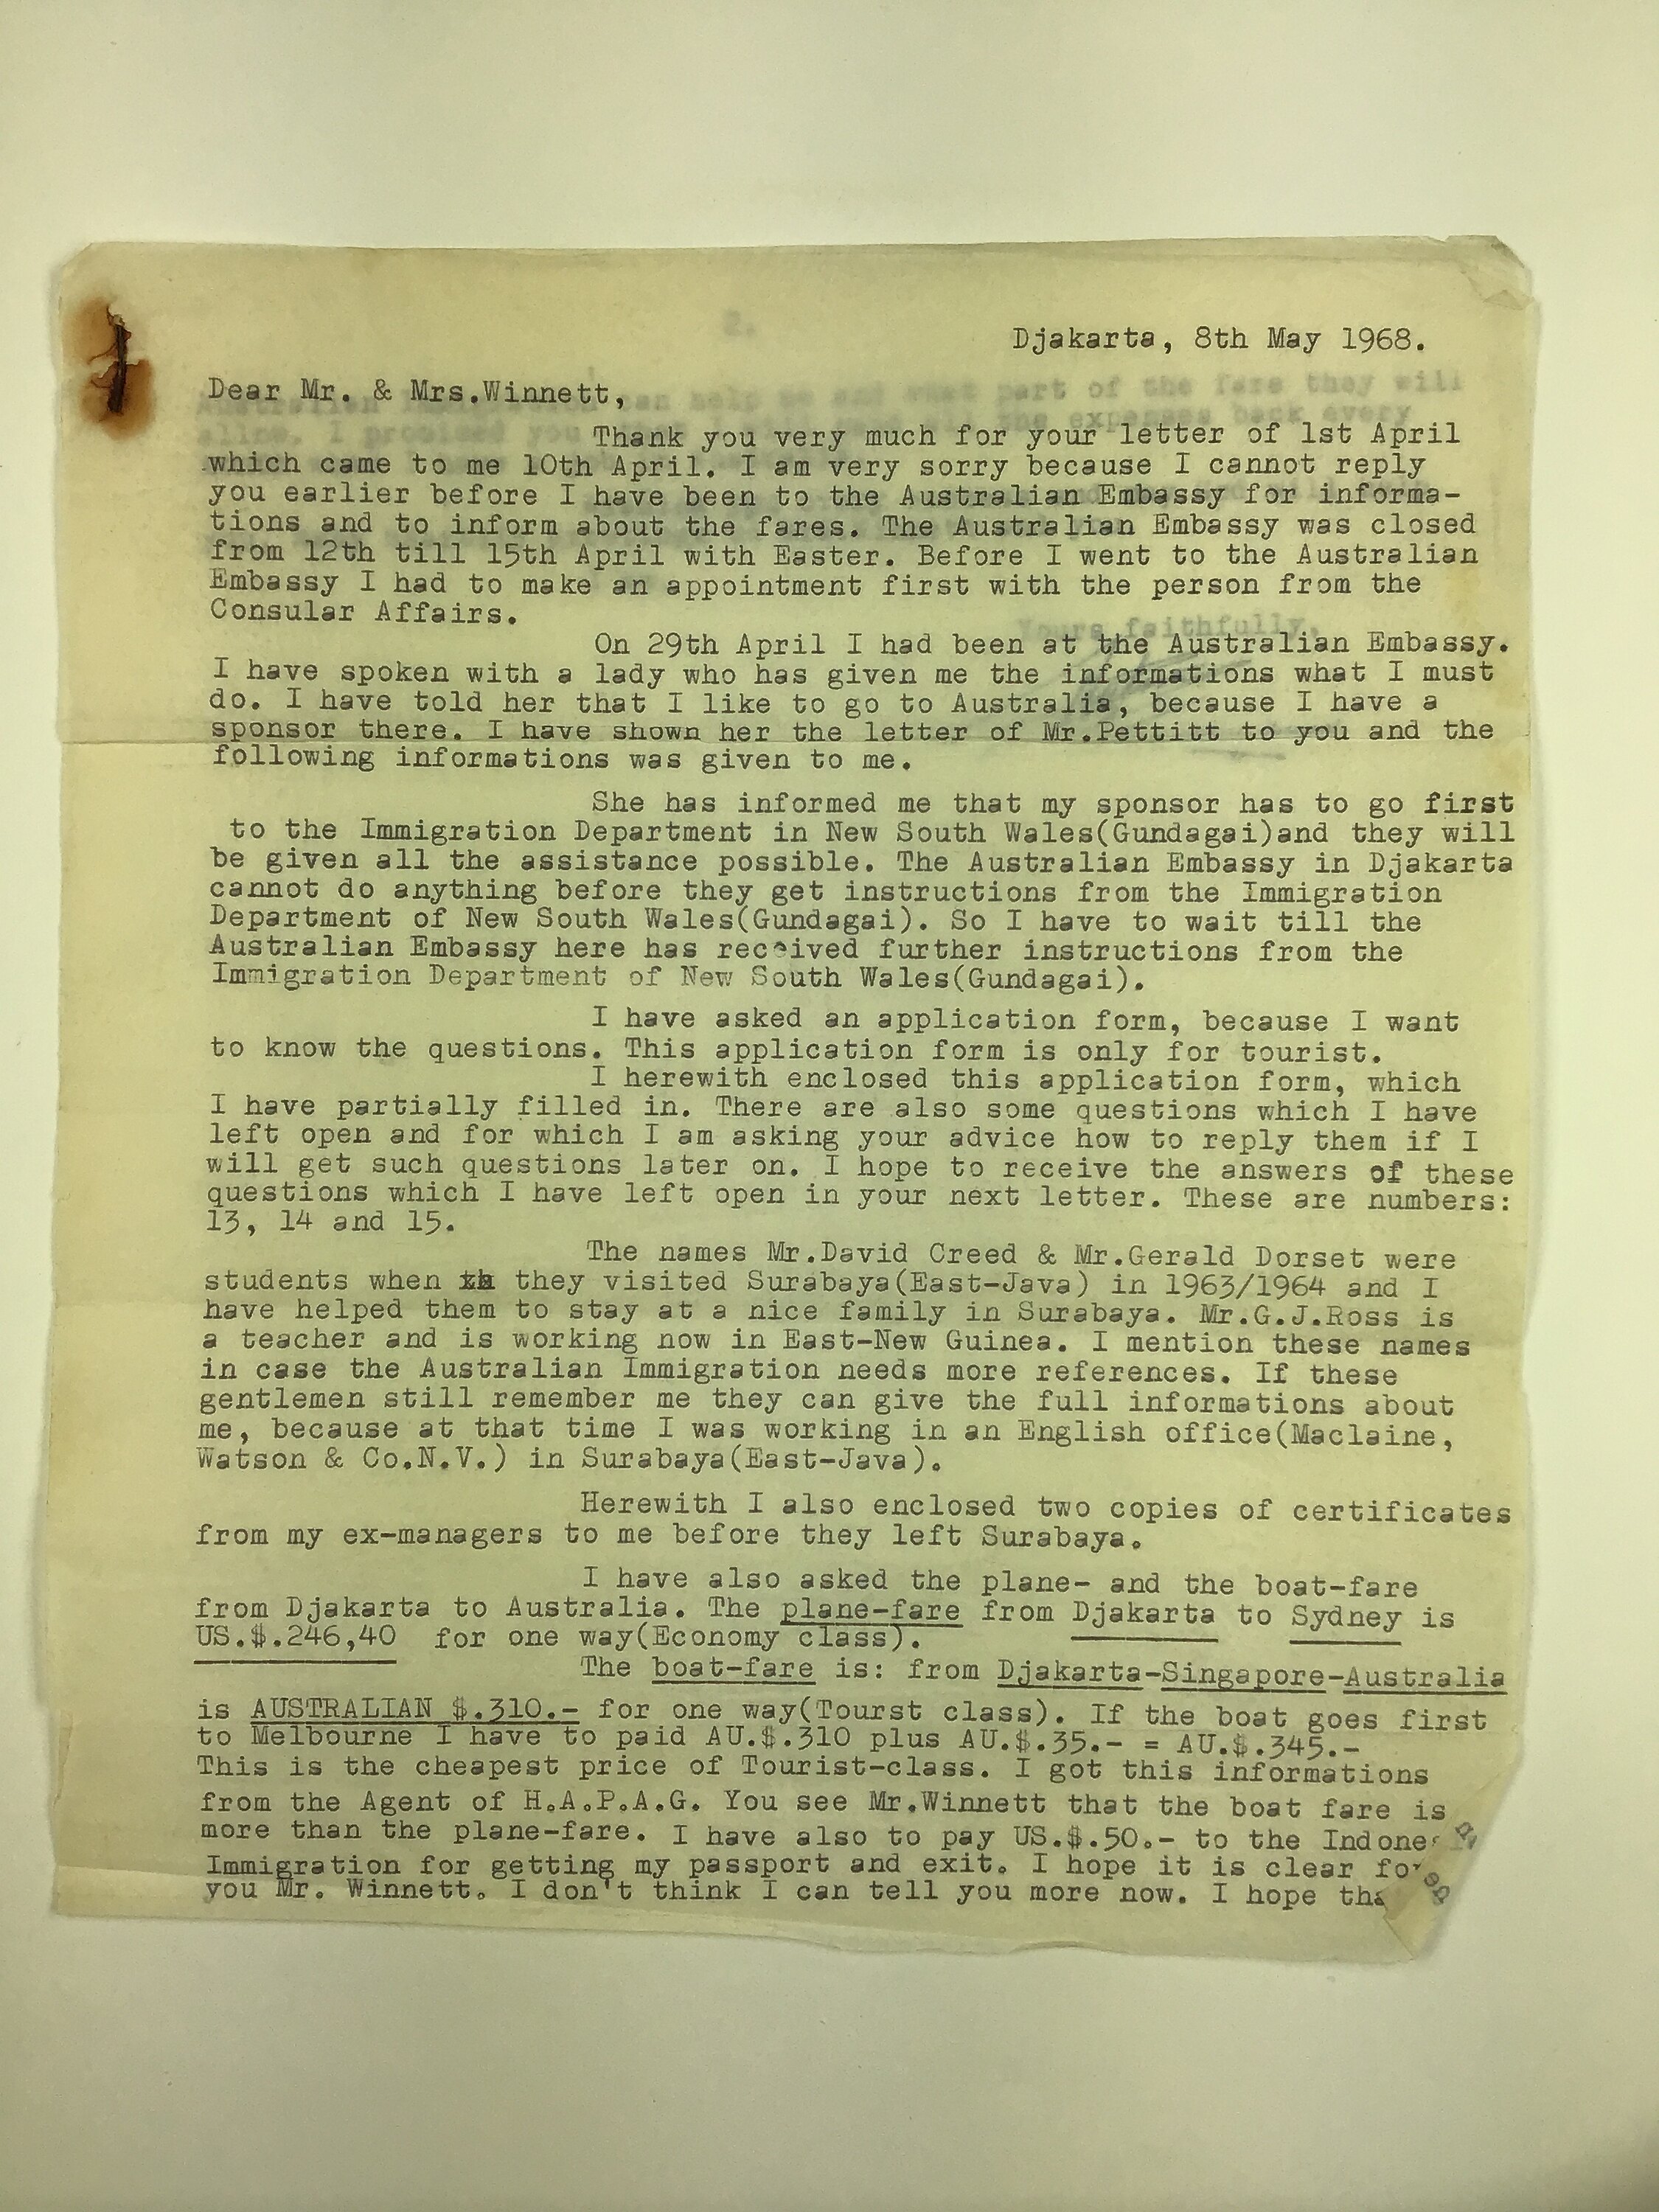 Djakarta, 8th May 1968.
Dear Mr. & Mrs.Winnett,
Thank you very much for your letter of 1st April
which came to me 10th April. I am very sorry because I cannot reply
you earlier before I have been to the Australian Embassy for informa-
tions and to inform about the fares. The Australian Embassy was closed
from 12th till 15th April with Easter. Before I went to the Australian
Embassy I had to make an appointment first with the person from the
Consular Affairs.
On 29th April I had been at the Australian Embassy.
I have spoken with a lady who has given me the informations what I must
do. I have told her that I like to go to Australia, because I have a
sponsor there. I have shown her the letter of Mr.Pettitt to you and the
following informations was given to me.
She has informed me that my sponsor has to go first
to the Immigration Department in New South Wales(Gundagai)and they will
be given all the assistance possible. The Australian Embassy in Djakarta
cannot do anything before they get instructions from the Immigration
Department of New South Wales(Gundagai). So I have to wait till the
Australian Embassy here has received further instructions from the
Immigration Department of New South Wales(Gundagai).
I have asked an application form, because I want
to know the questions. This application form is only for tourist.
I herewith enclosed this application form, which
I have partially filled in. There are also some questions which I have
left open and for which I am asking your advice how to reply them if I
will get such questions later on. I hope to receive the answers of these
questions which I have left open in your next letter. These are numbers:
13, 14 and 15.
The names Mr.David Creed & Mr.Gerald Dorset were
students when they visited Surabaya(East-Java) in 1963/1964 and I
have helped them to stay at a nice family in Surabaya. Mr.G.J.Ross is
a teacher and is working now in East-New Guinea. I mention these names
in case the Australian Immigration needs more references. If these
gentlemen still remember me they can give the full informations about
me, because at that time I was working in an English office(Maclaine,
Watson & Co.N.V.) in Surabaya(East-Java).
Herewith I also enclosed two copies of certificates
from my ex-managers to me before they left Surabaya.
I have also asked the plane- and the boat-fare
from Djakarta to Australia. The plane-fare from Djakarta to Sydney is
US.$.246,40 for one way(Economy class).
The boat-fare is: from Djakarta-Singapore-Australia
is AUSTRALIAN $.310.- for one way(Tourst class). If the boat goes first
to Melbourne I have to paid AU.$.310 plus AU.$.35.- = AU.$.345.-
This is the cheapest price of Tourist-class. I got this informations
from the Agent of H.A.P.A.G. You see Mr.Winnett that the boat fare is
more than the plane-fare. I have also to pay US.$.50.- to the Indone
Immigration for getting my passport and exit. I hope it is clear for
you Mr. Winnett. I don't think I can tell you more now. I hope tha